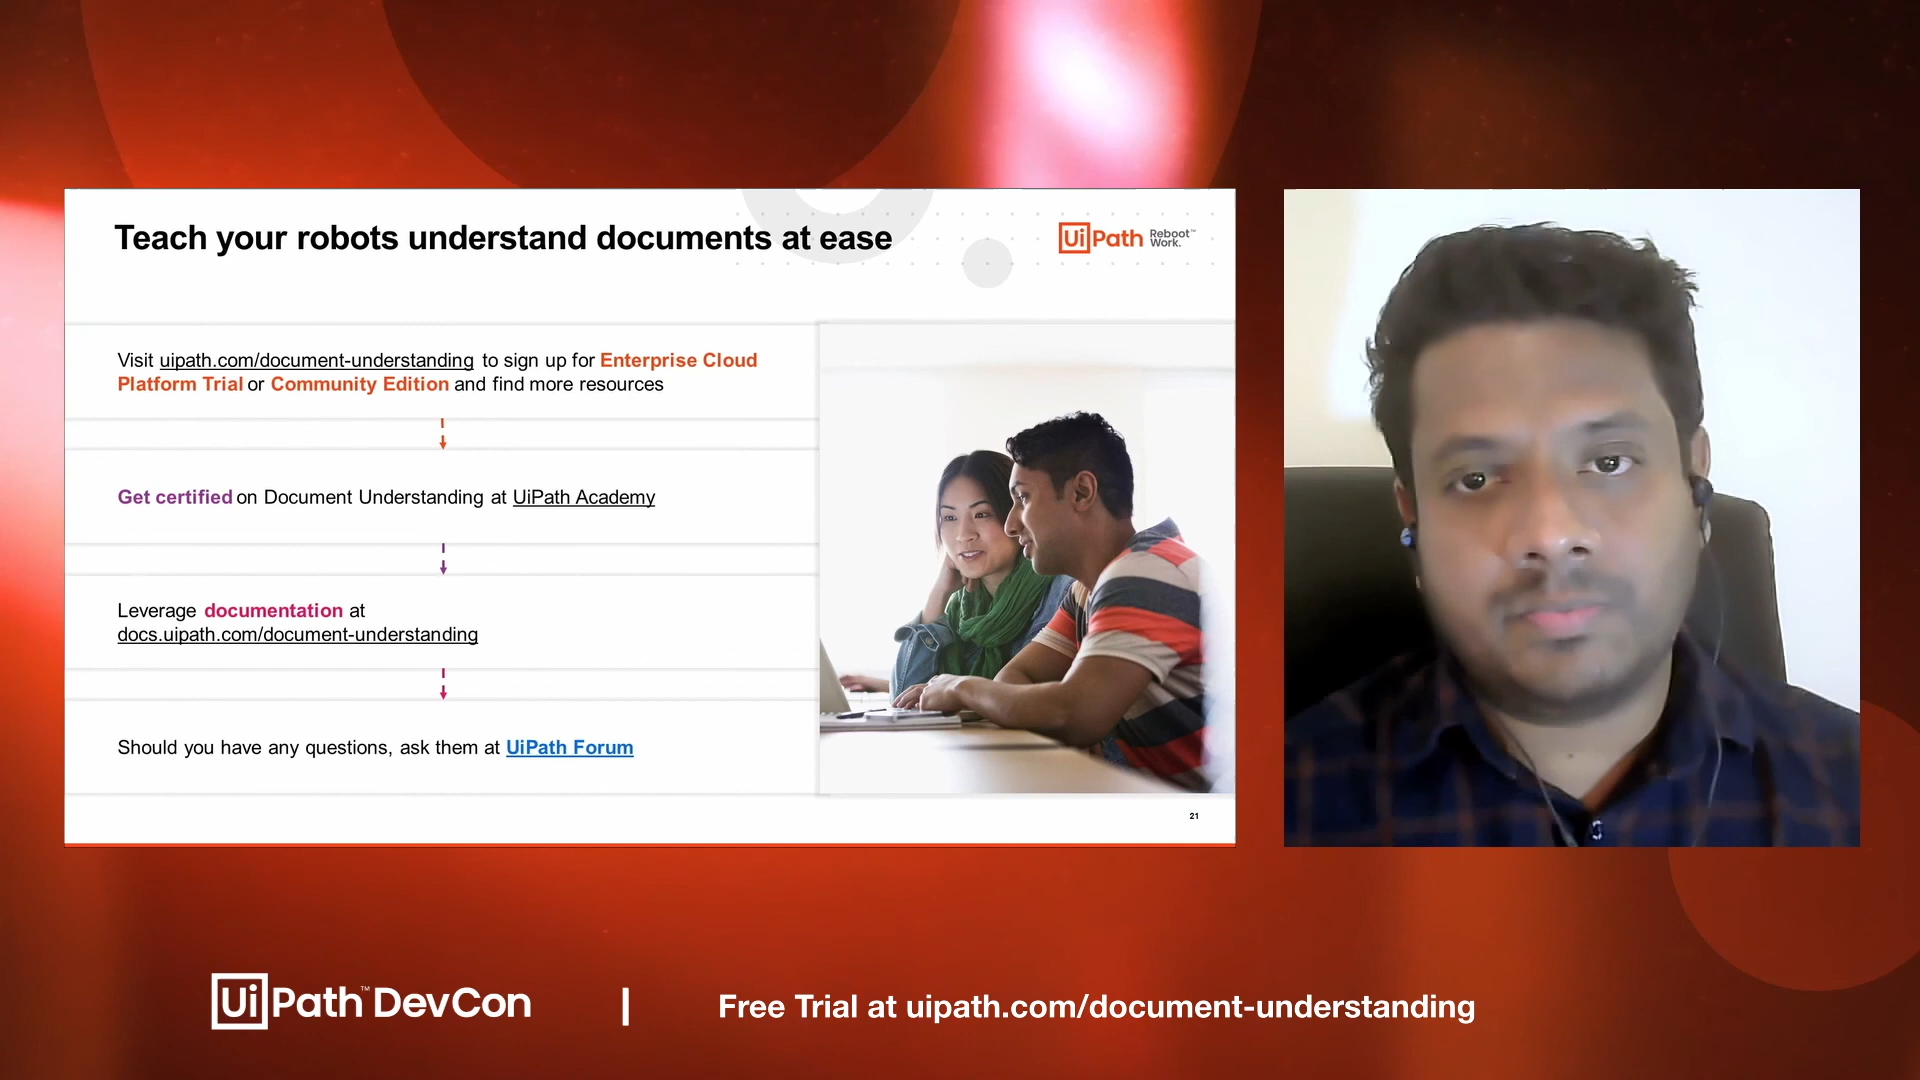 Teach your robots understand documents at ease
UiPath Reboot™
Work.
Visit uipath.com/document-understanding to sign up for Enterprise Cloud
Platform Trial or Community Edition and find more resources
Get certified on Document Understanding at UiPath Academy
Leverage documentation at
docs.uipath.com/document-understanding
Should you have any questions, ask them at UiPath Forum
21
UiPath™ DevCon | Free Trial at uipath.com/document-understanding